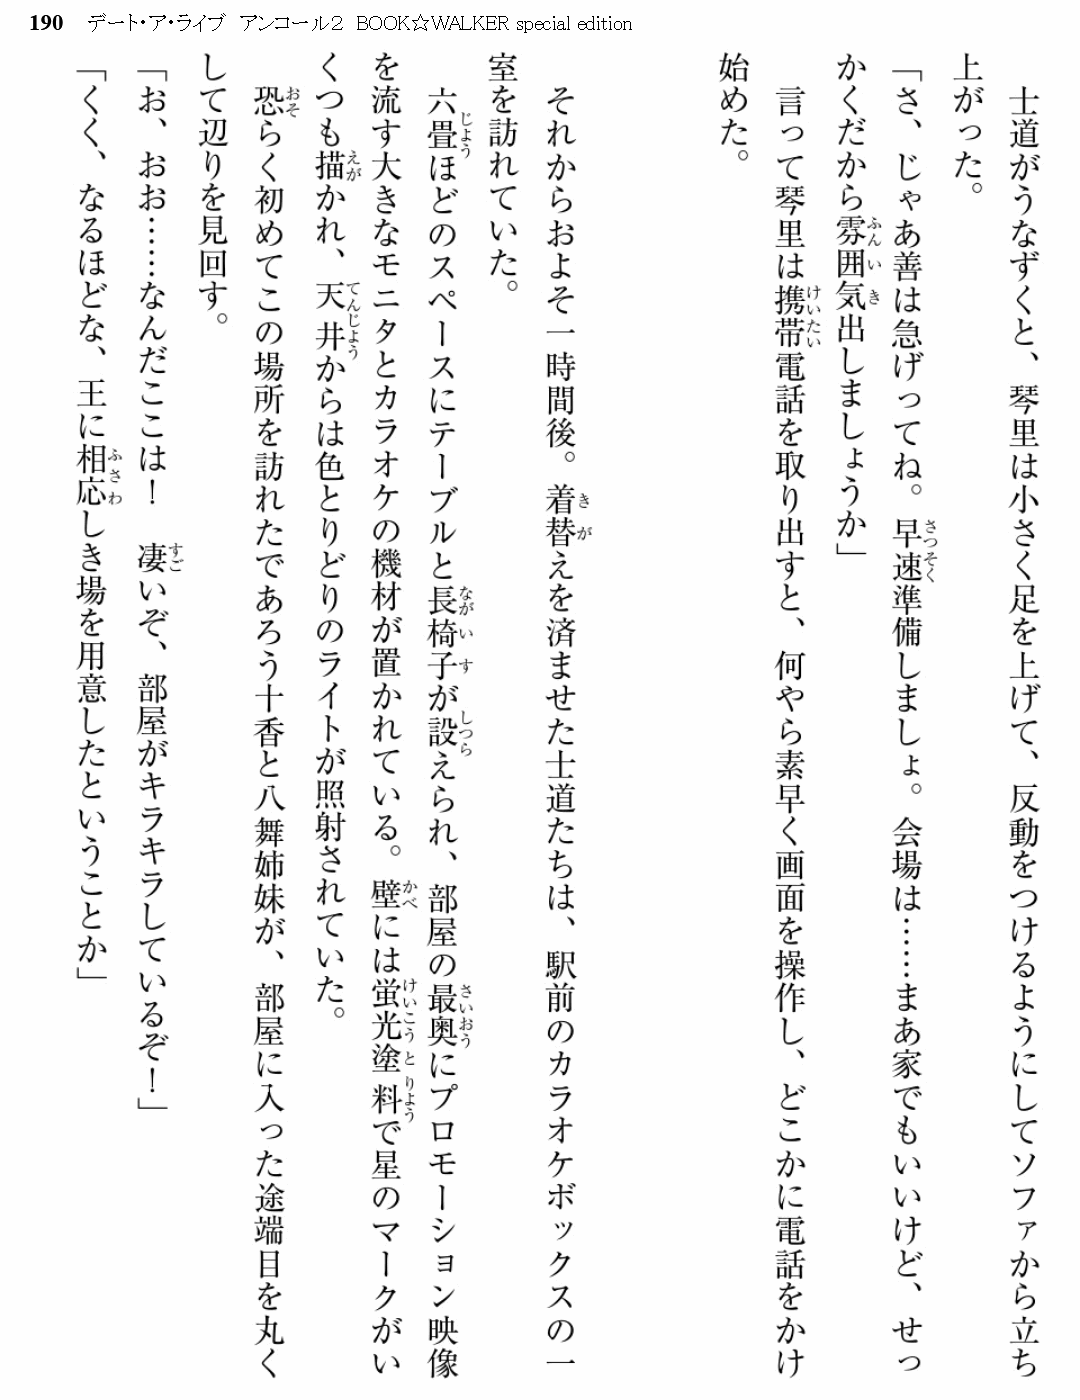 190 デート・ア・ライブ アンコール2 BOOK☆WALKER special edition
　士道がうなずくと、琴里は小さく足を上げて、反動をつけるようにしてソファから立ち
上がった。
「さ、じゃあ善は急げってね。早速準備しましょ。会場は……まあ家でもいいけど、せっ
かくだから雰囲気出しましょうか」
　言って琴里は携帯電話を取り出すと、何やら素早く画面を操作し、どこかに電話をかけ
始めた。
　それからおよそ一時間後。着替えを済ませた士道たちは、駅前のカラオケボックスの一
室を訪れていた。
　六畳ほどのスペースにテーブルと長椅子が設えられ、部屋の最奥にプロモーション映像
を流す大きなモニタとカラオケの機材が置かれている。壁には蛍光塗料で星のマークがい
くつも描かれ、天井からは色とりどりのライトが照射されていた。
　恐らく初めてこの場所を訪れたであろう十香と八舞姉妹が、部屋に入った途端目を丸く
して辺りを見回す。
「お、おお……なんだここは！　凄いぞ、部屋がキラキラしているぞ！」
「くく、なるほどな、王に相応しき場を用意したということか」